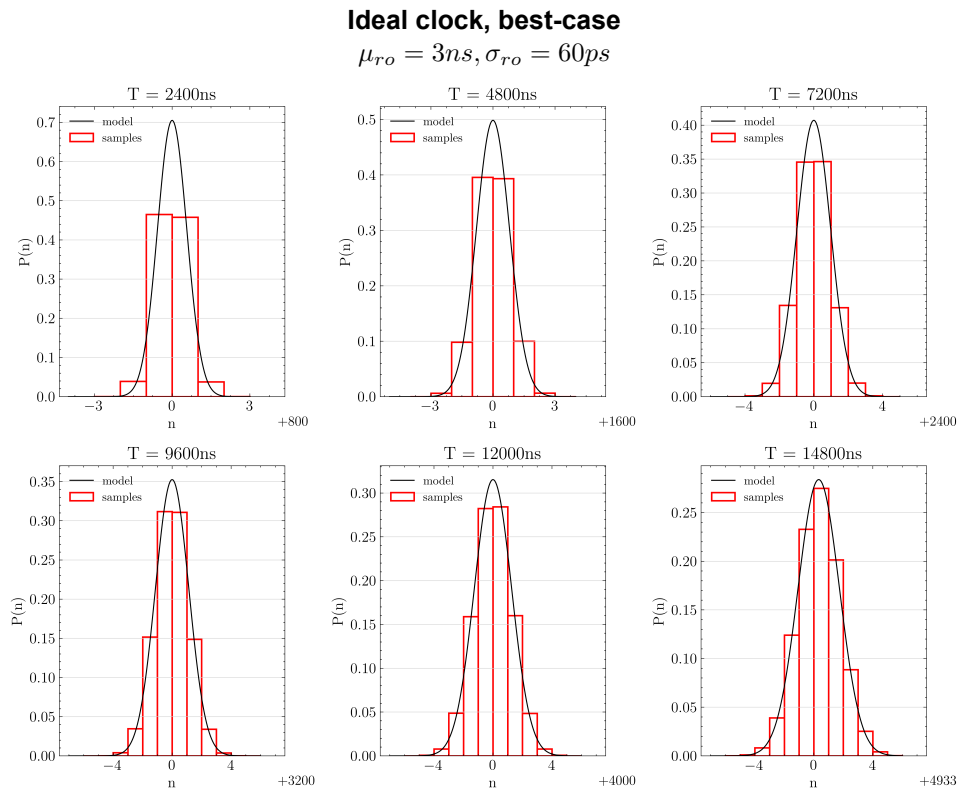 Ideal clock, best-case
μ_ro = 3ns, σ_ro = 60ps
T = 2400ns
model
samples
P(n)
0.7
0.6
0.5
0.4
0.3
0.2
0.1
0.0
−3
0
3
n
+800
T = 4800ns
model
samples
P(n)
0.5
0.4
0.3
0.2
0.1
0.0
−3
0
3
n
+1600
T = 7200ns
model
samples
P(n)
0.40
0.35
0.30
0.25
0.20
0.15
0.10
0.05
0.00
−4
0
4
n
+2400
T = 9600ns
model
samples
P(n)
0.35
0.30
0.25
0.20
0.15
0.10
0.05
0.00
−4
0
4
n
+3200
T = 12000ns
model
samples
P(n)
0.30
0.25
0.20
0.15
0.10
0.05
0.00
−4
0
4
n
+4000
T = 14800ns
model
samples
P(n)
0.25
0.20
0.15
0.10
0.05
0.00
−4
0
4
n
+4933